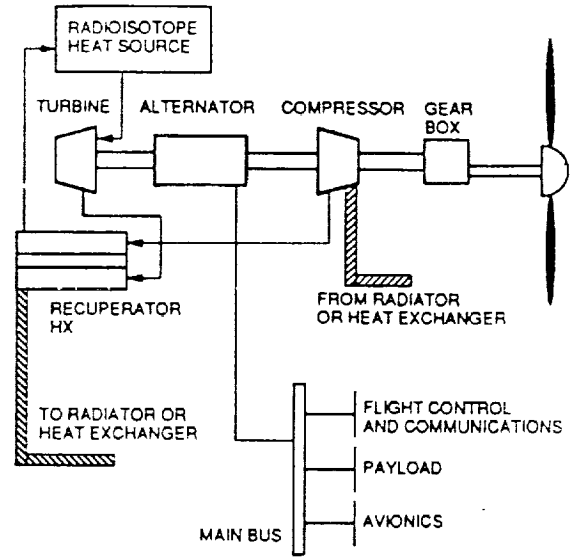 RADIOISOTOPE
HEAT SOURCE
TURBINE
ALTERNATOR
COMPRESSOR
GEAR
BOX
RECUPERATOR
HX
FROM RADIATOR
OR HEAT EXCHANGER
TO RADIATOR OR
HEAT EXCHANGER
FLIGHT CONTROL
AND COMMUNICATIONS
PAYLOAD
AVIONICS
MAIN BUS